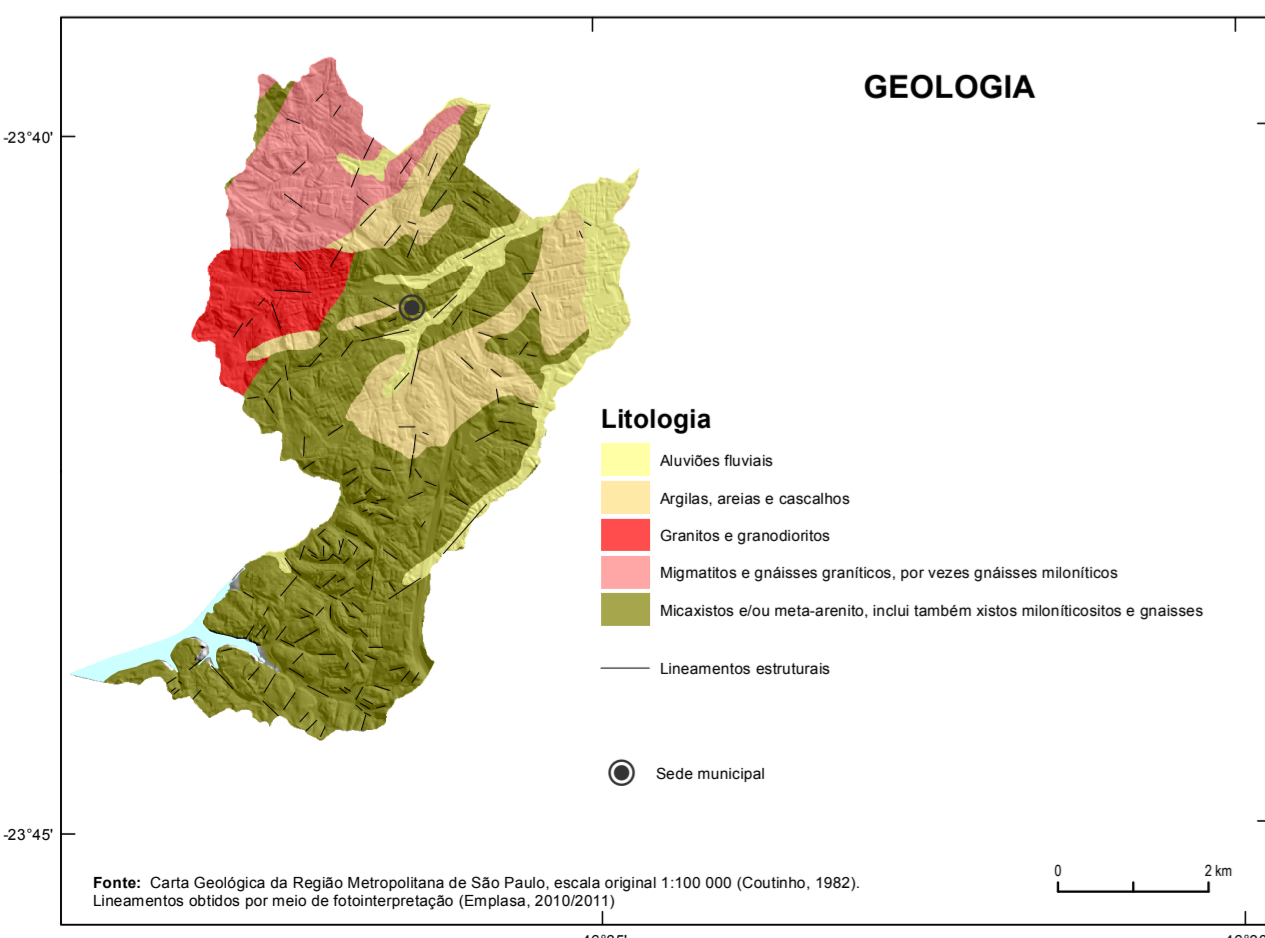 GEOLOGIA
-23°40'
Litologia
Aluviões fluviais
Argilas, areias e cascalhos
Granitos e granodioritos
Migmatitos e gnáisses graníticos, por vezes gnáisses miloníticos
Micaxistos e/ou meta-arenito, inclui também xistos miloníticositos e gnaisses
Lineamentos estruturais
Sede municipal
-23°45'
0 2 km
Fonte: Carta Geológica da Região Metropolitana de São Paulo, escala original 1:100 000 (Coutinho, 1982).
Lineamentos obtidos por meio de fotointerpretação (Emplasa, 2010/2011)